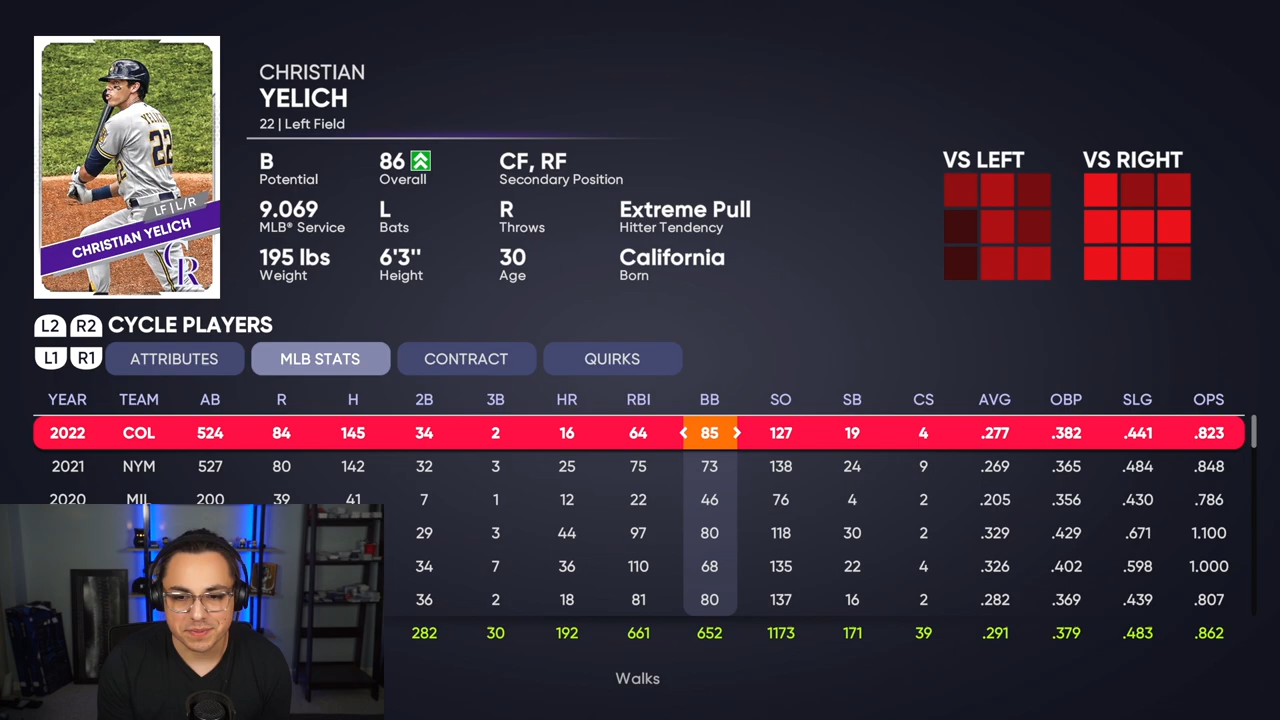 CHRISTIAN
YELICH
22 | Left Field
YELICH
22
LF | L/R
CHRISTIAN YELICH
CR
B
Potential
86
Overall
CF, RF
Secondary Position
9.069
MLB® Service
L
Bats
R
Throws
Extreme Pull
Hitter Tendency
195 lbs
Weight
6'3''
Height
30
Age
California
Born
VS LEFT
VS RIGHT
L2 R2 CYCLE PLAYERS
L1 R1 ATTRIBUTES MLB STATS CONTRACT QUIRKS
YEAR TEAM AB R H 2B 3B HR RBI BB SO SB CS AVG OBP SLG OPS
2022 COL 524 84 145 34 2 16 64 85 127 19 4 .277 .382 .441 .823
2021 NYM 527 80 142 32 3 25 75 73 138 24 9 .269 .365 .484 .848
2020 MIL 200 39 41 7 1 12 22 46 76 4 2 .205 .356 .430 .786
29 3 44 97 80 118 30 2 .329 .429 .671 1.100
34 7 36 110 68 135 22 4 .326 .402 .598 1.000
36 2 18 81 80 137 16 2 .282 .369 .439 .807
282 30 192 661 652 1173 171 39 .291 .379 .483 .862
Walks